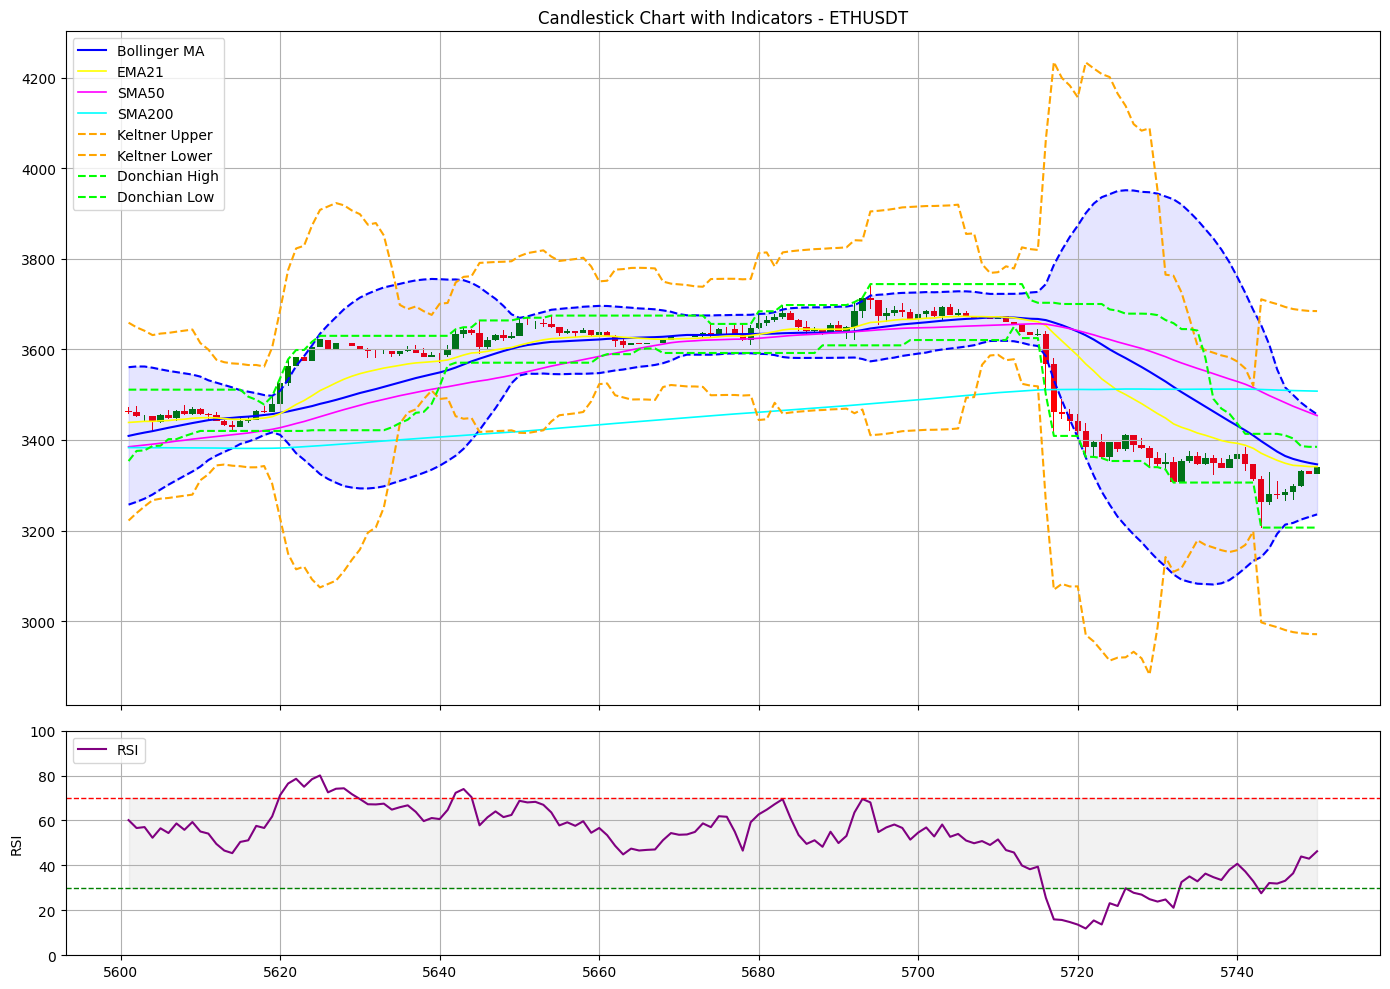 Candlestick Chart with Indicators - ETHUSDT
Bollinger MA
EMA21
SMA50
SMA200
Keltner Upper
Keltner Lower
Donchian High
Donchian Low
4200
4000
3800
3600
3400
3200
3000
RSI
100
80
60
40
20
0
RSI
5600
5620
5640
5660
5680
5700
5720
5740